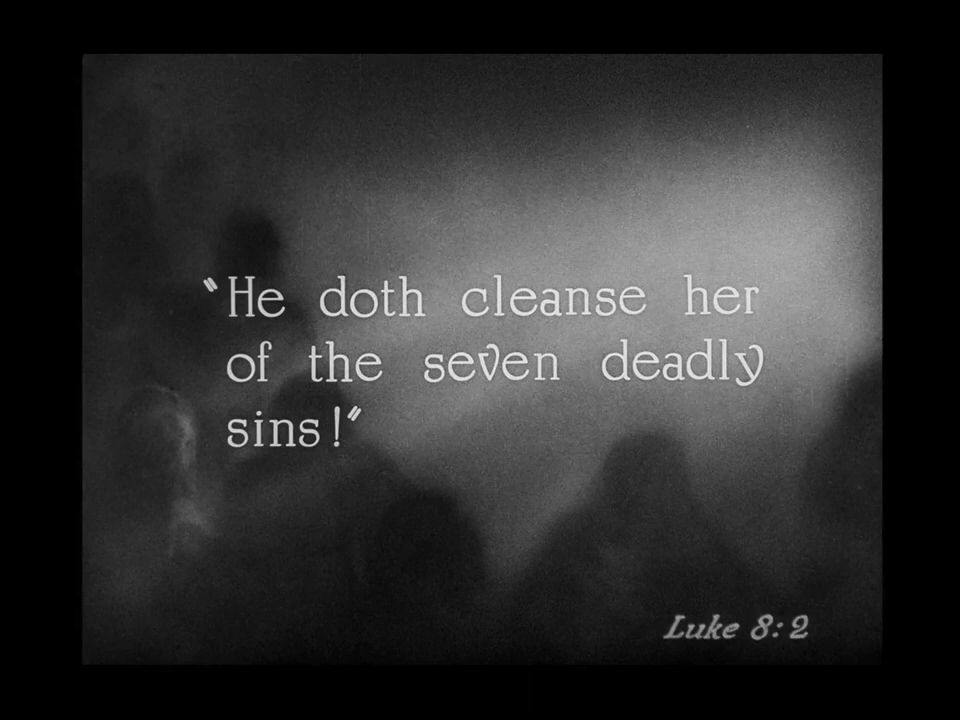 “He doth cleanse her
of the seven deadly
sins!”
Luke 8:2